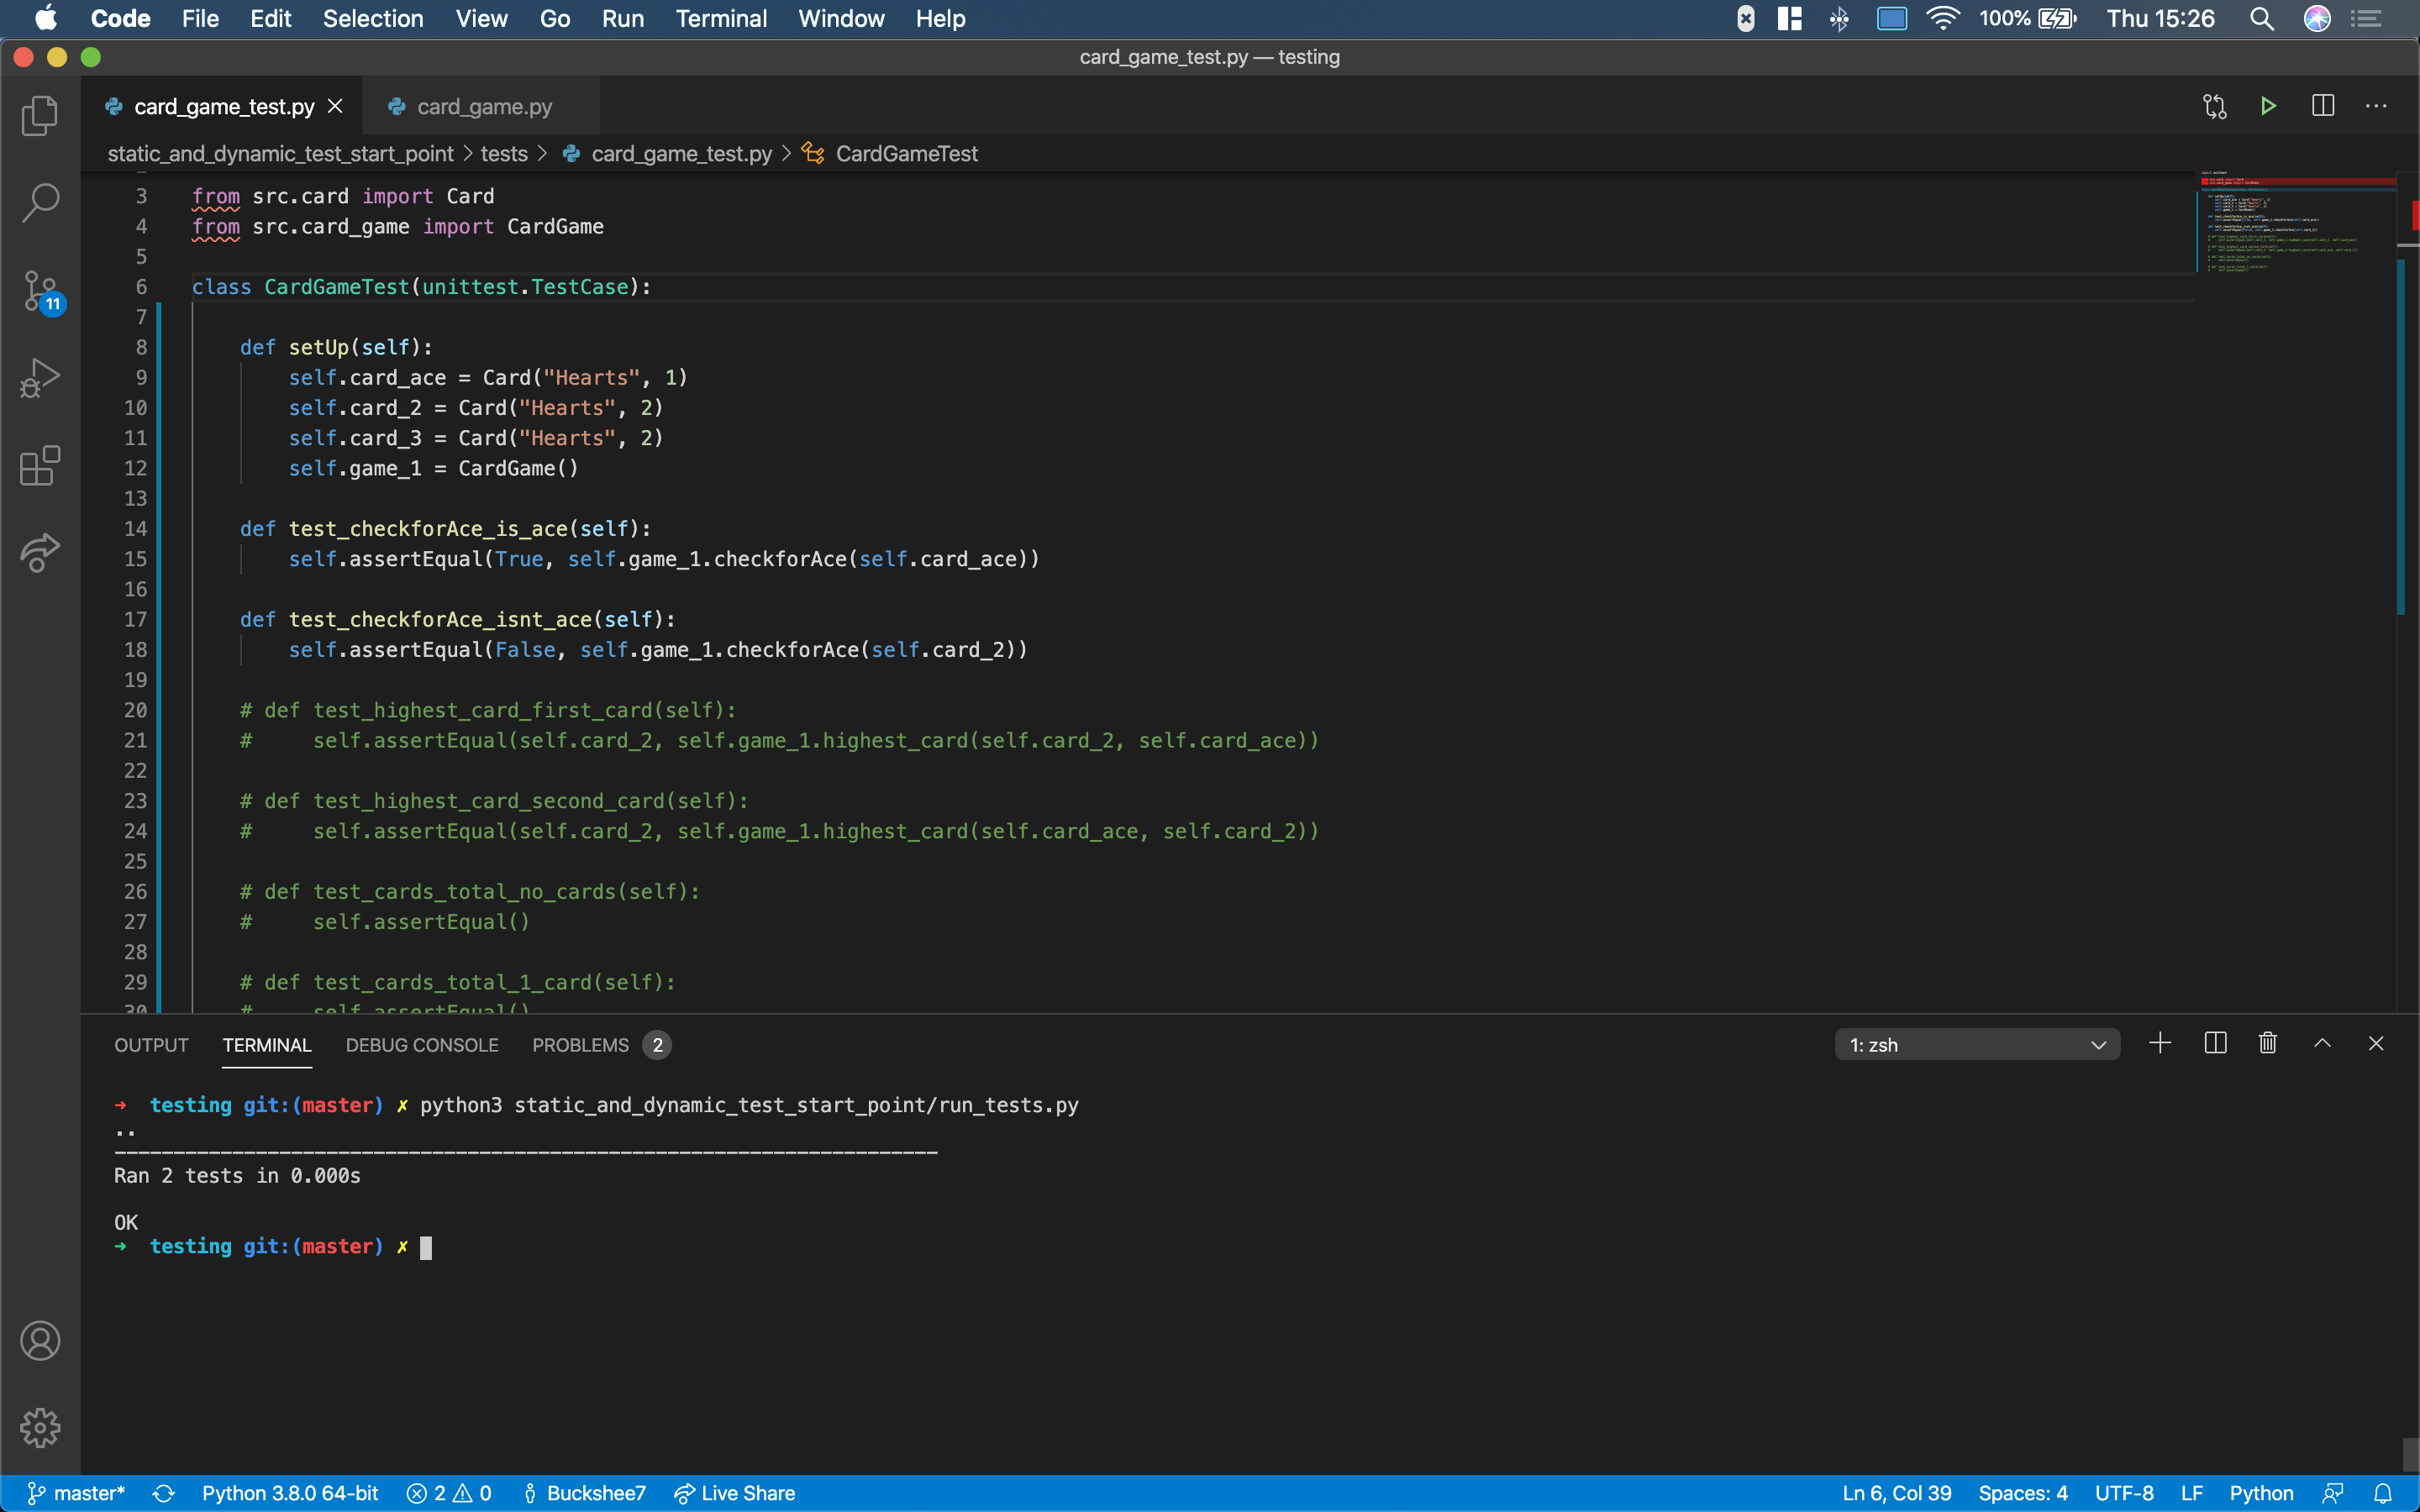 Code File Edit Selection View Go Run Terminal Window Help 100% Thu 15:26
card_game_test.py — testing
card_game_test.py card_game.py
static_and_dynamic_test_start_point > tests > card_game_test.py > CardGameTest
3 from src.card import Card
4 from src.card_game import CardGame
5
6 class CardGameTest(unittest.TestCase):
7
8 def setUp(self):
9 self.card_ace = Card("Hearts", 1)
10 self.card_2 = Card("Hearts", 2)
11 self.card_3 = Card("Hearts", 2)
12 self.game_1 = CardGame()
13
14 def test_checkforAce_is_ace(self):
15 self.assertEqual(True, self.game_1.checkforAce(self.card_ace))
16
17 def test_checkforAce_isnt_ace(self):
18 self.assertEqual(False, self.game_1.checkforAce(self.card_2))
19
20 # def test_highest_card_first_card(self):
21 # self.assertEqual(self.card_2, self.game_1.highest_card(self.card_2, self.card_ace))
22
23 # def test_highest_card_second_card(self):
24 # self.assertEqual(self.card_2, self.game_1.highest_card(self.card_ace, self.card_2))
25
26 # def test_cards_total_no_cards(self):
27 # self.assertEqual()
28
29 # def test_cards_total_1_card(self):
30 # self.assertEqual()
11
OUTPUT TERMINAL DEBUG CONSOLE PROBLEMS 2 1: zsh
→ testing git:(master) ✗ python3 static_and_dynamic_test_start_point/run_tests.py
..
----------------------------------------------------------------------
Ran 2 tests in 0.000s
OK
→ testing git:(master) ✗
master* Python 3.8.0 64-bit 2 0 Buckshee7 Live Share Ln 6, Col 39 Spaces: 4 UTF-8 LF Python